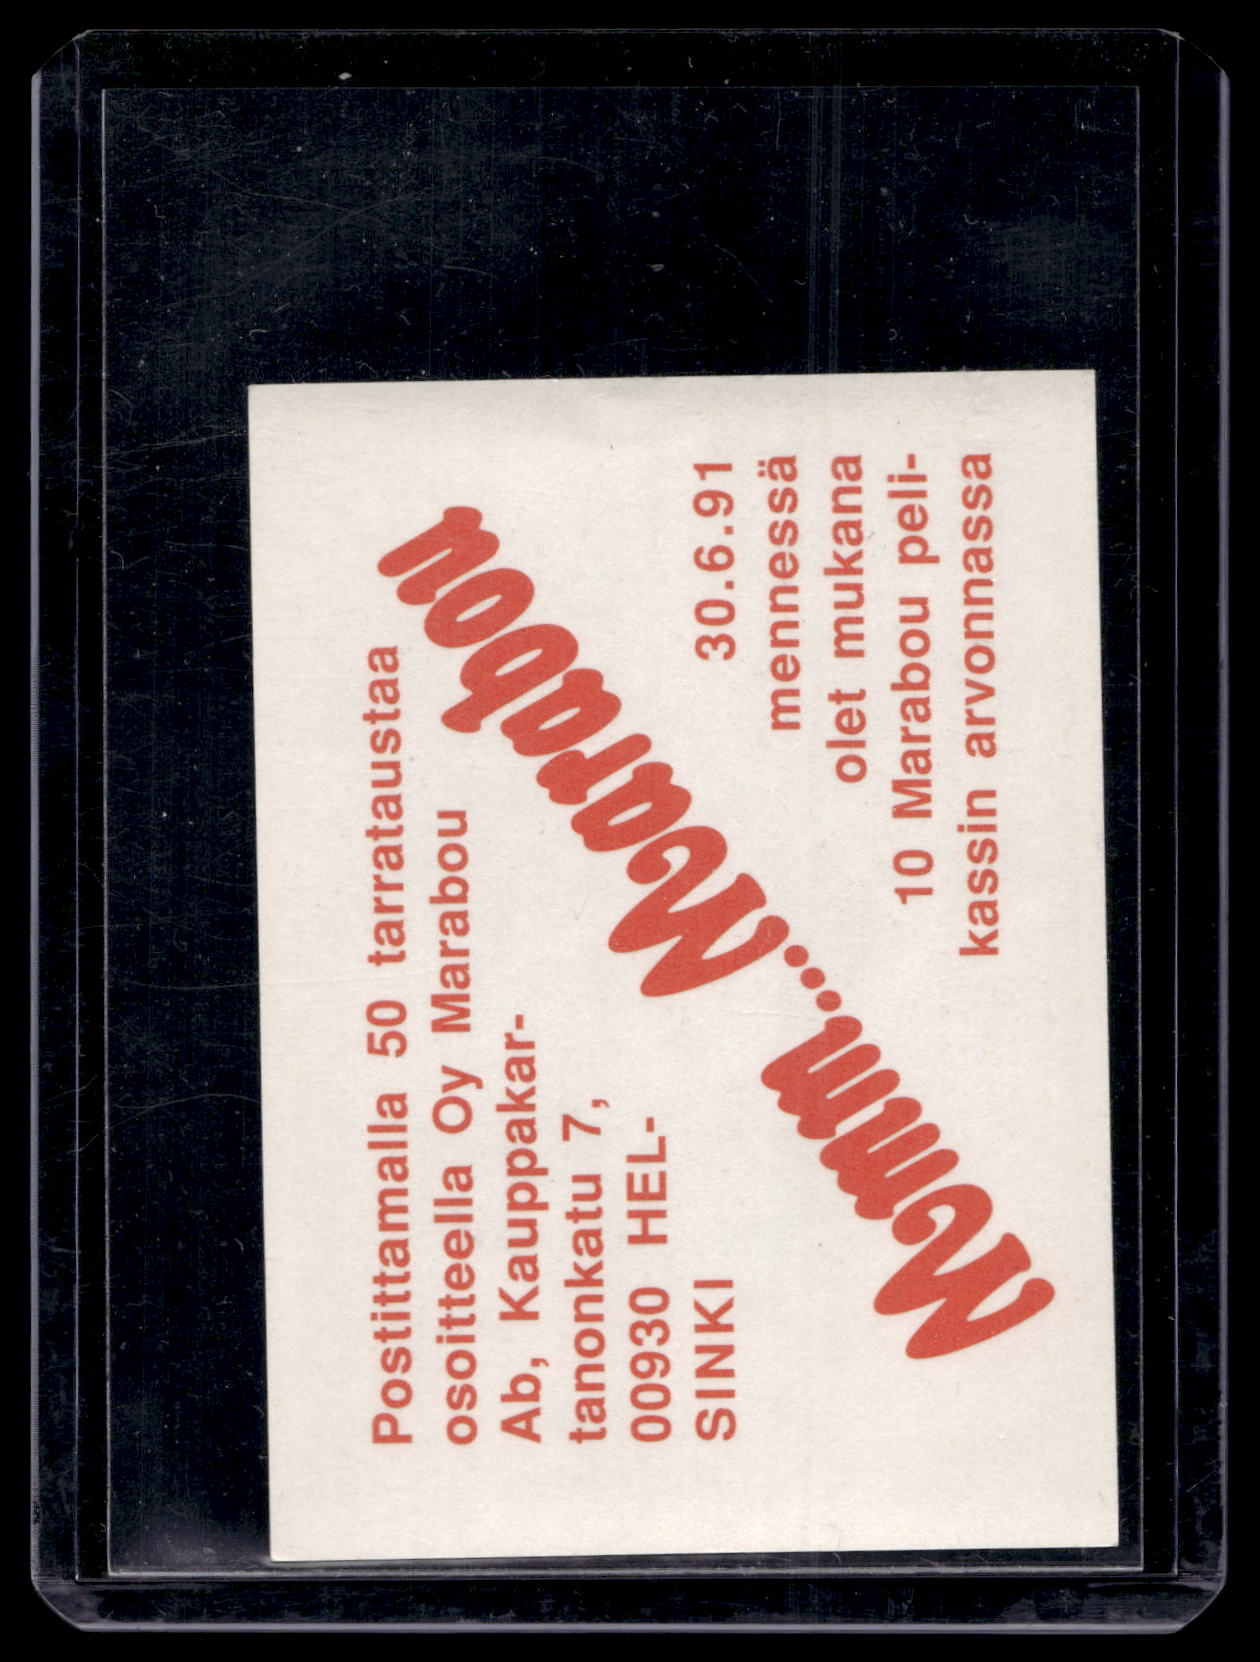 Postittamalla 50 tarrataustaa
osoitteella Oy Marabou
Ab, Kauppakar-
tanonkatu 7,
00930 HEL-
SINKI
Mmmm...Marabou
30.6.91
mennessä
olet mukana
10 Marabou peli-
kassin arvonnassa